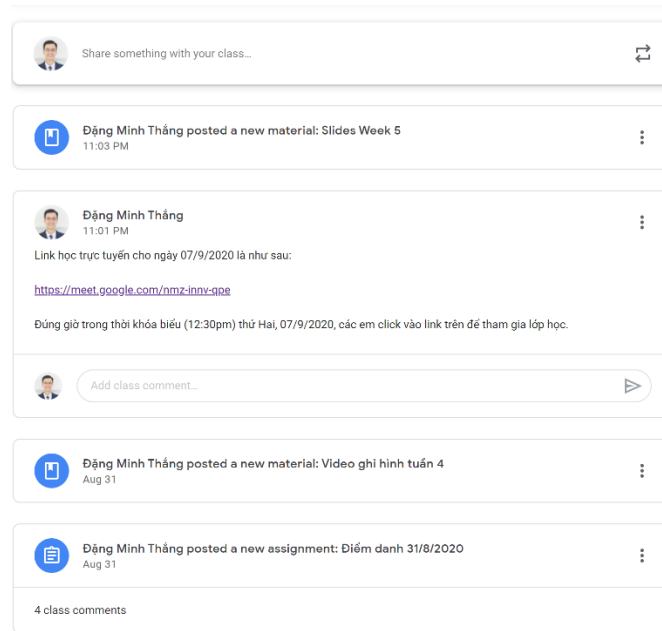 Share something with your class...
Đặng Minh Thắng posted a new material: Slides Week 5
11:03 PM
Đặng Minh Thắng
11:01 PM
Link học trực tuyến cho ngày 07/9/2020 là như sau:
https://meet.google.com/nmz-innv-qpe
Đúng giờ trong thời khóa biểu (12:30pm) thứ Hai, 07/9/2020, các em click vào link trên để tham gia lớp học.
Add class comment...
Đặng Minh Thắng posted a new material: Video ghi hình tuần 4
Aug 31
Đặng Minh Thắng posted a new assignment: Điểm danh 31/8/2020
Aug 31
4 class comments